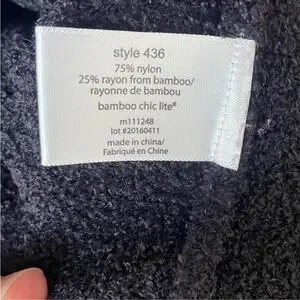 style 436
75% nylon
25% rayon from bamboo/
rayonne de bambou
bamboo chic lite®
rn111248
lot #20160411
made in china/
Fabriqué en Chine